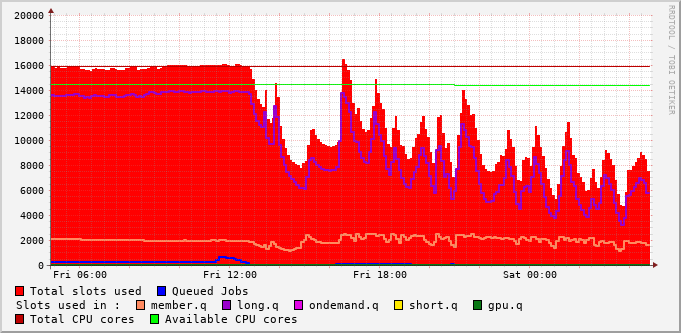 20000
18000
16000
14000
12000
10000
8000
6000
4000
2000
0
Fri 06:00 Fri 12:00 Fri 18:00 Sat 00:00
RRDTOOL / TOBI OETIKER
Total slots used Queued Jobs
Slots used in : member.q long.q ondemand.q short.q gpu.q
Total CPU cores Available CPU cores